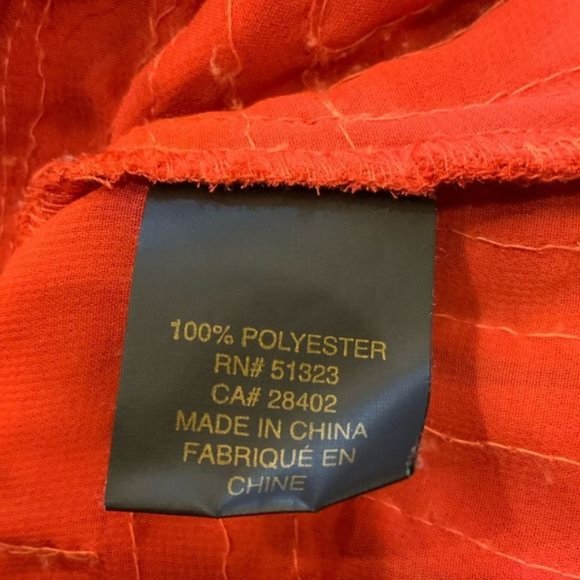 100% POLYESTER
RN# 51323
CA# 28402
MADE IN CHINA
FABRIQUÉ EN
CHINE